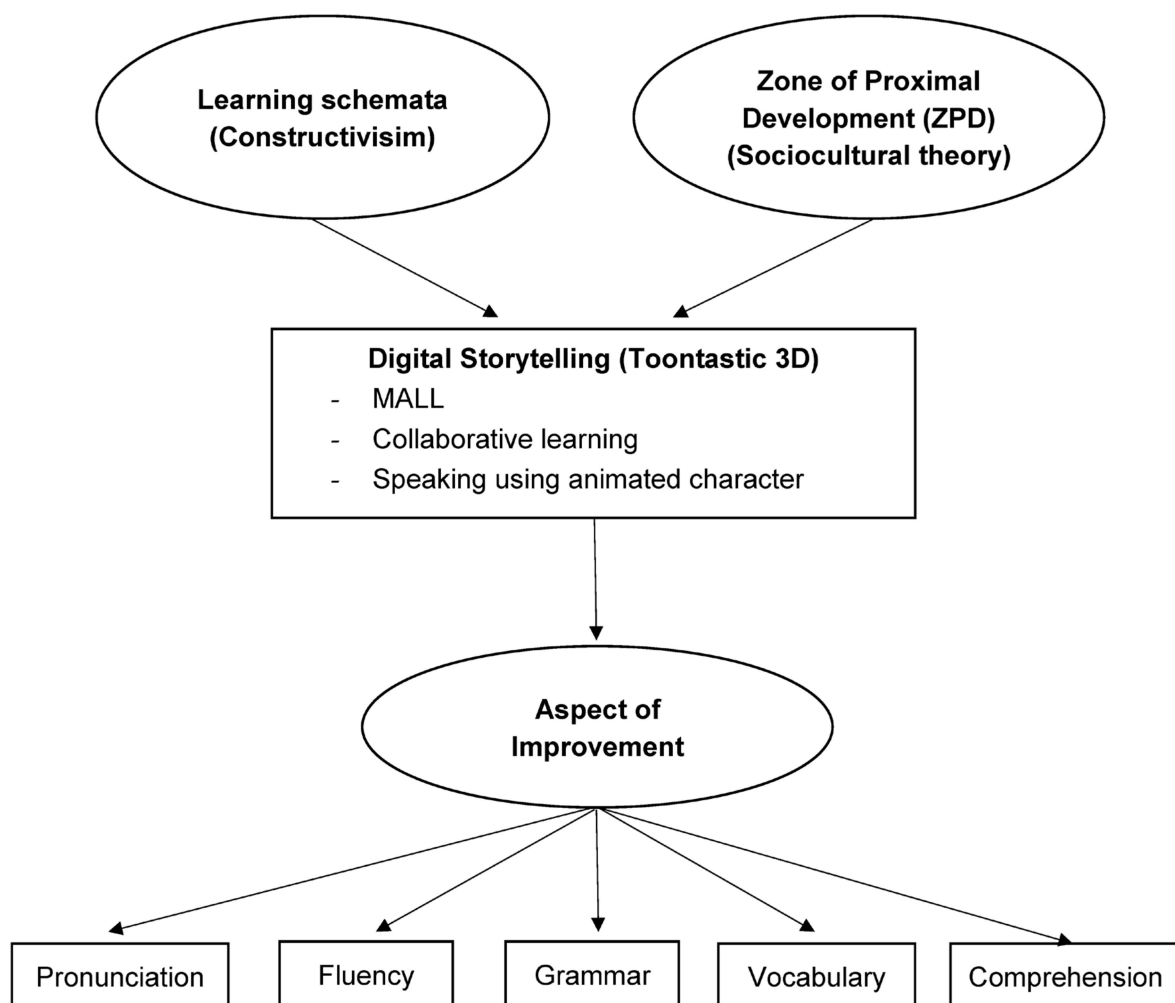 Learning schemata
(Constructivisim)
Zone of Proximal
Development (ZPD)
(Sociocultural theory)
Digital Storytelling (Toontastic 3D)
- MALL
- Collaborative learning
- Speaking using animated character
Aspect of
Improvement
Pronunciation
Fluency
Grammar
Vocabulary
Comprehension